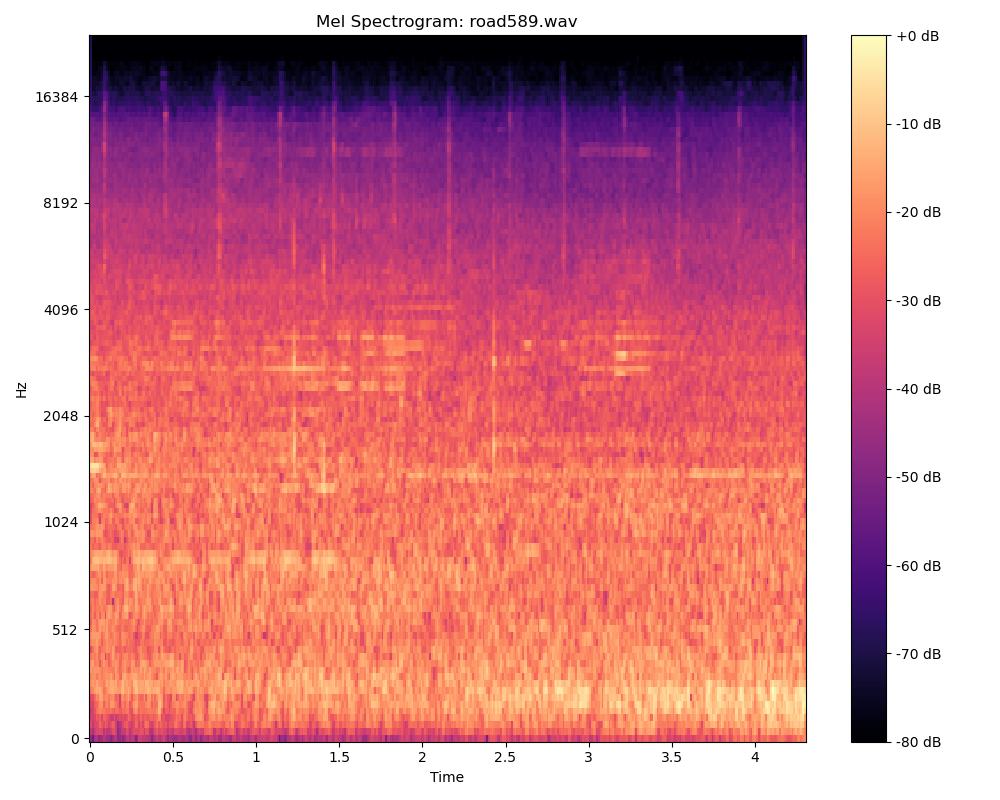 Mel Spectrogram: road589.wav
+0 dB
16384
-10 dB
8192
-20 dB
4096
-30 dB
Hz
-40 dB
2048
-50 dB
1024
-60 dB
512
-70 dB
0
-80 dB
0 0.5 1 1.5 2 2.5 3 3.5 4
Time